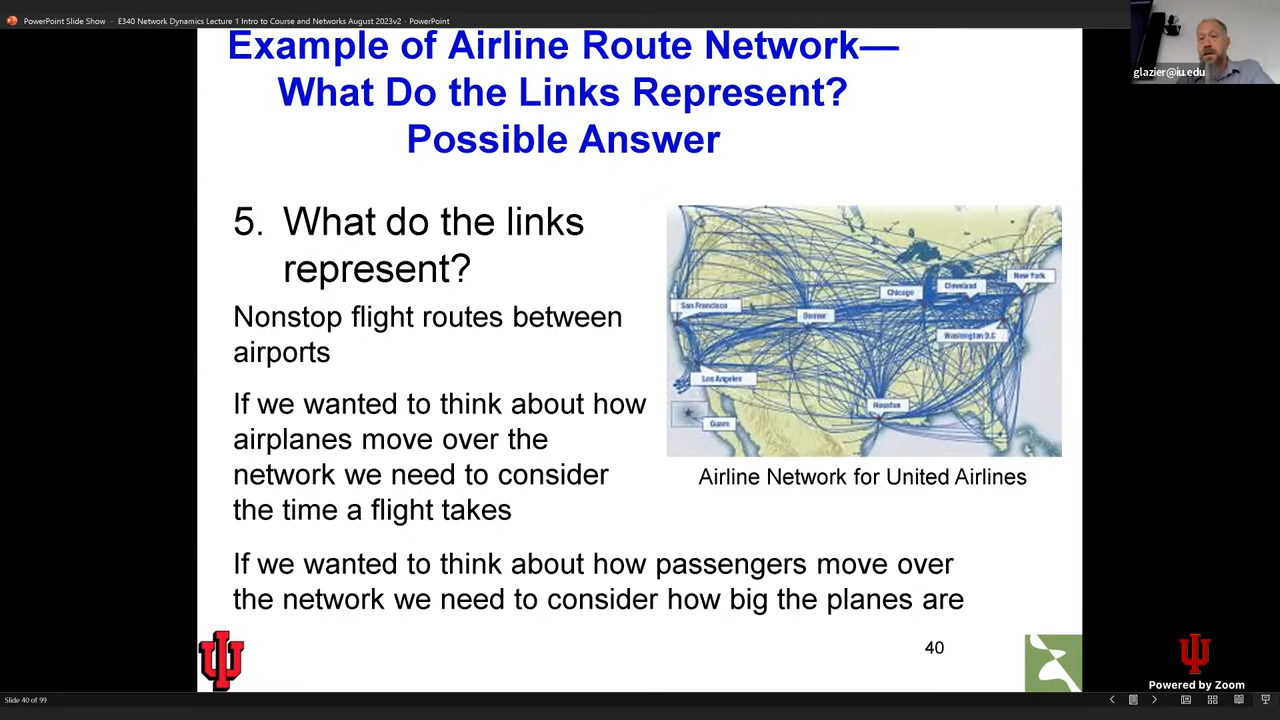 PowerPoint Slide Show - E340 Network Dynamics Lecture 1 Intro to Course and Networks August 2023v2 - PowerPoint
glazier@iu.edu
Example of Airline Route Network—
What Do the Links Represent?
Possible Answer
5. What do the links
represent?
Nonstop flight routes between
airports
If we wanted to think about how
airplanes move over the
network we need to consider
the time a flight takes
If we wanted to think about how passengers move over
the network we need to consider how big the planes are
San Francisco
Los Angeles
Guam
Denver
Houston
Chicago
Cleveland
New York
Washington D.C
Airline Network for United Airlines
40
Powered by Zoom
Slide 40 of 99